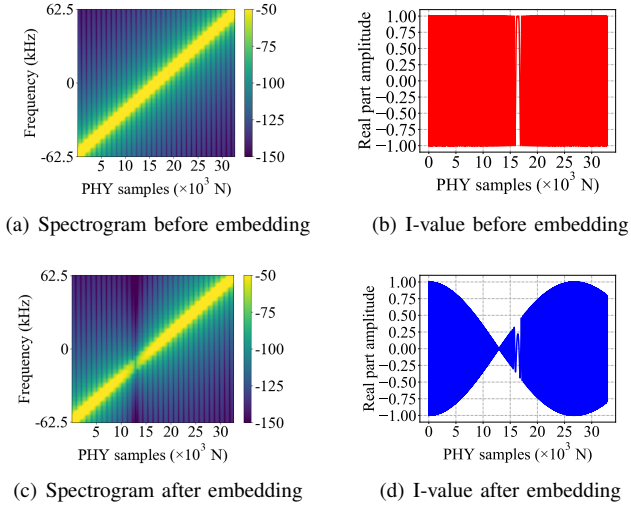 62.5
0
-62.5
Frequency (kHz)
5 10 15 20 25 30
PHY samples (×10³ N)
-50
-75
-100
-125
-150
(a) Spectrogram before embedding
1.00
0.75
0.50
0.25
0.00
−0.25
−0.50
−0.75
−1.00
Real part amplitude
0 5 10 15 20 25 30
PHY samples (×10³ N)
(b) I-value before embedding
62.5
0
-62.5
Frequency (kHz)
5 10 15 20 25 30
PHY samples (×10³ N)
-50
-75
-100
-125
-150
(c) Spectrogram after embedding
1.00
0.75
0.50
0.25
0.00
−0.25
−0.50
−0.75
−1.00
Real part amplitude
0 5 10 15 20 25 30
PHY samples (×10³ N)
(d) I-value after embedding